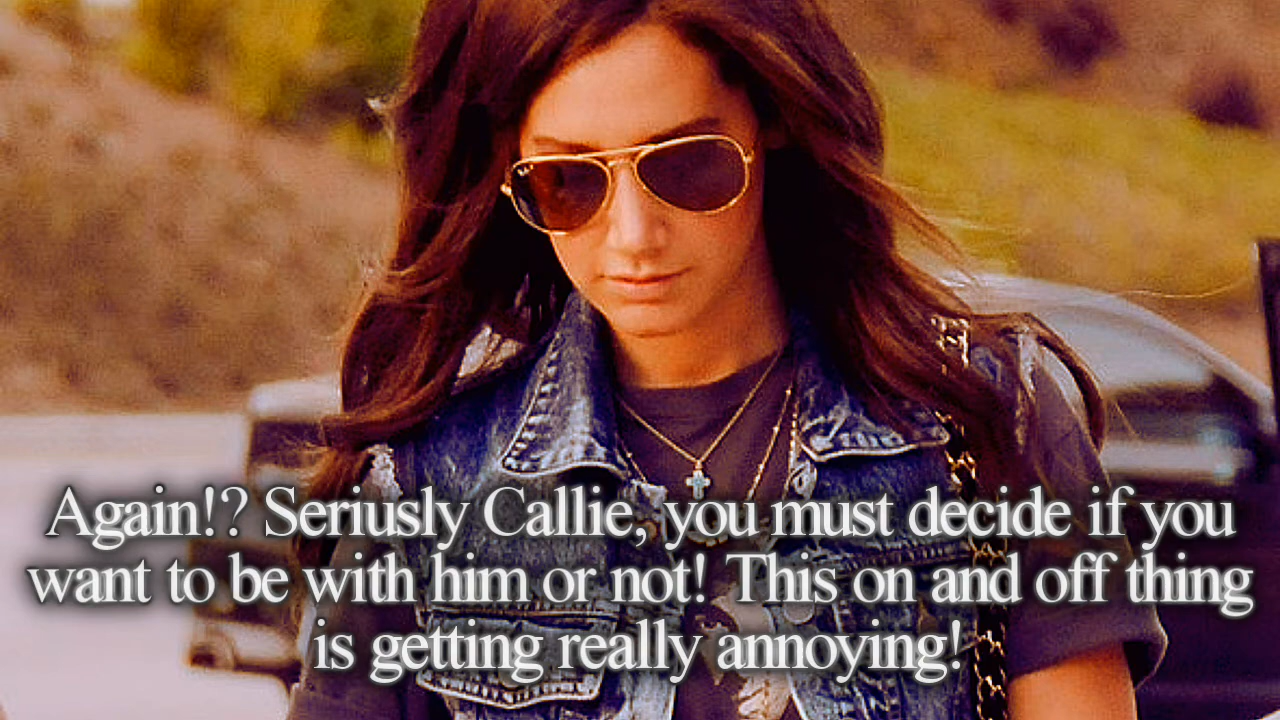 Again!? Seriusly Callie, you must decide if you
want to be with him or not! This on and off thing
is getting really annoying!